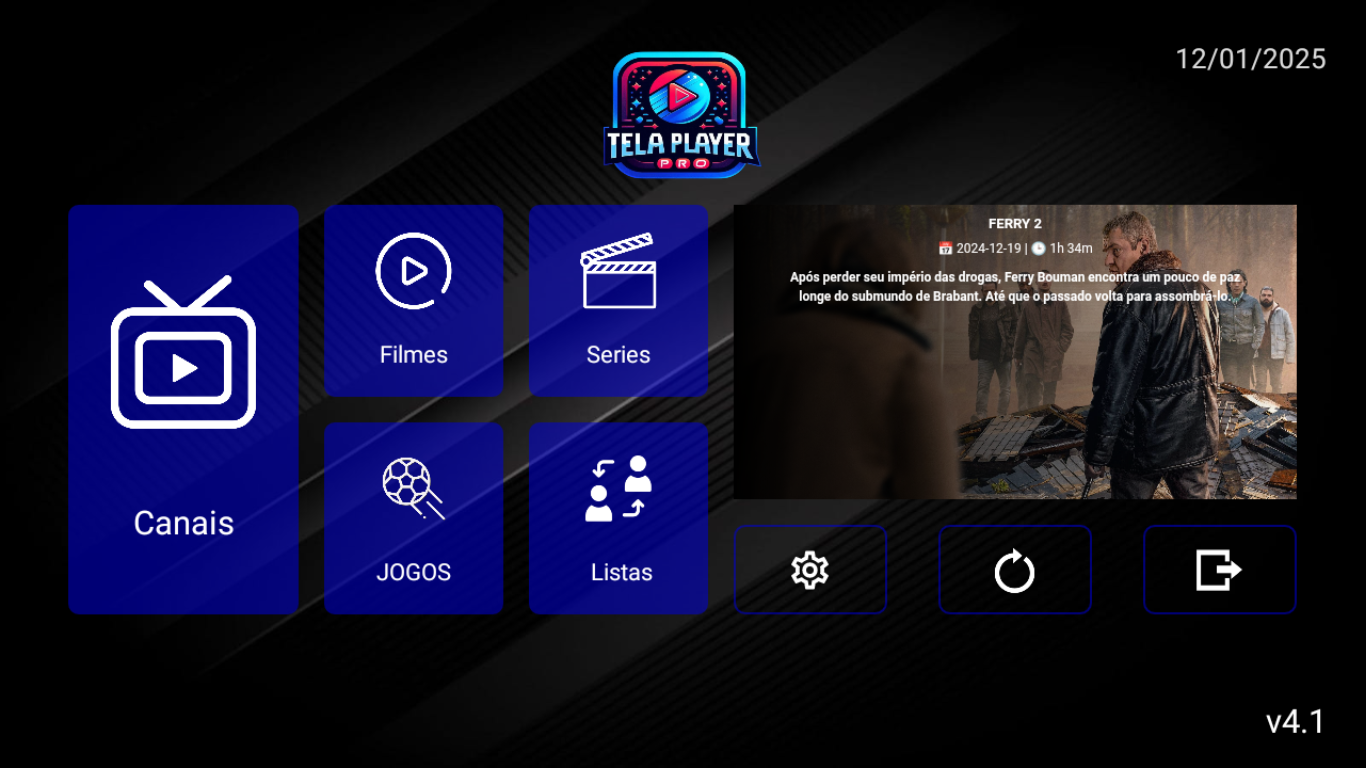 12/01/2025
TELA PLAYER
PRO
Canais
Filmes
Series
JOGOS
Listas
FERRY 2
📅 2024-12-19 | 🕒 1h 34m
Após perder seu império das drogas, Ferry Bouman encontra um pouco de paz
longe do submundo de Brabant. Até que o passado volta para assombrá-lo.
v4.1